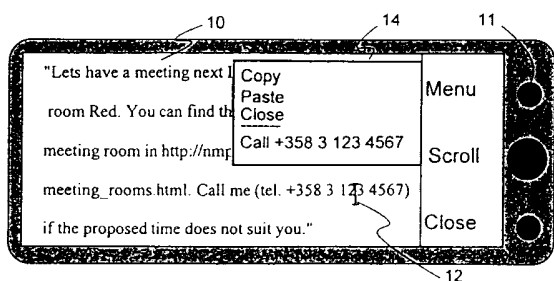 10
14
11
"Lets have a meeting next
room Red. You can find
meeting room in http://
meeting_rooms.html. Call me (tel. +358 3 123 4567)
if the proposed time does not suit you."
Copy
Paste
Close
Call +358 3 123 4567
Menu
Scroll
Close
12